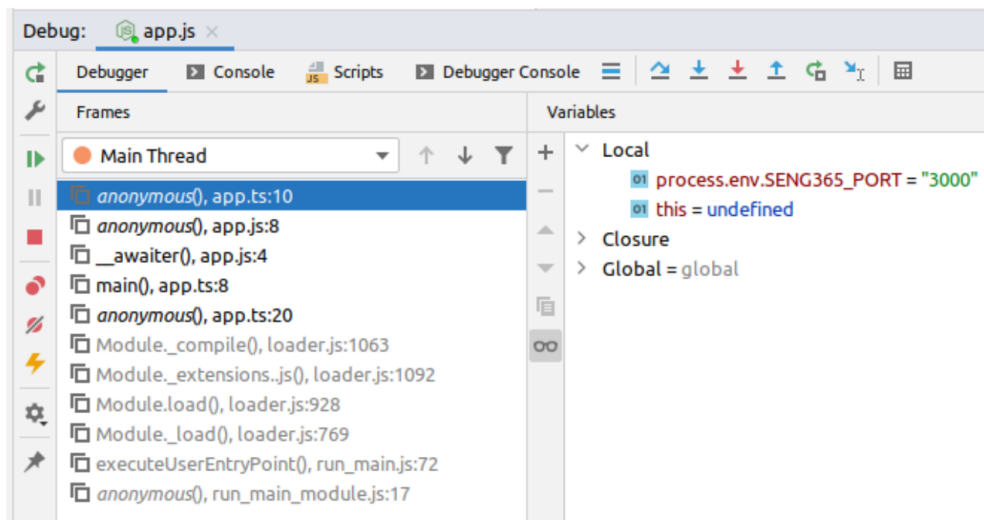 Debug: app.js
Debugger Console Scripts Debugger Console
Frames Variables
Main Thread
anonymous(), app.ts:10
anonymous(), app.js:8
__awaiter(), app.js:4
main(), app.ts:8
anonymous(), app.ts:20
Module._compile(), loader.js:1063
Module._extensions..js(), loader.js:1092
Module.load(), loader.js:928
Module._load(), loader.js:769
executeUserEntryPoint(), run_main.js:72
anonymous(), run_main_module.js:17
Local
process.env.SENG365_PORT = "3000"
this = undefined
Closure
Global = global